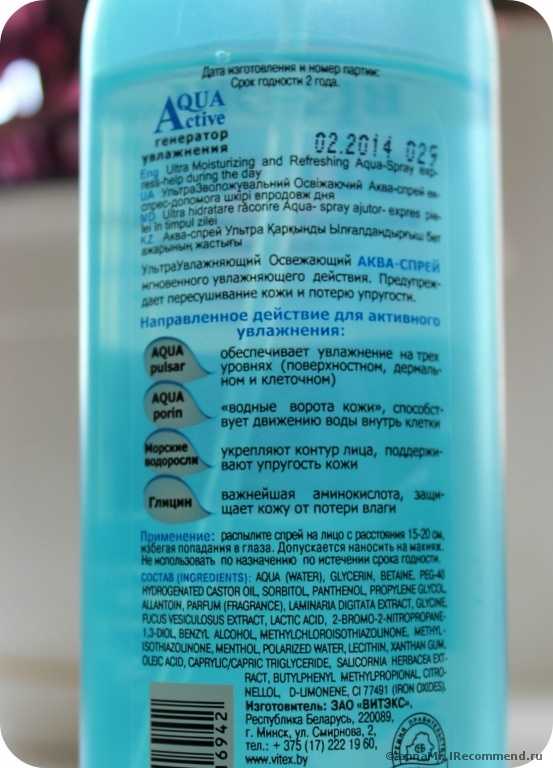 Дата изготовления и номер партии:
Срок годности 2 года.
AQUA
Active
генератор
увлажнения
02.2014 025
Eng Ultra Moisturizing and Refreshing Aqua-Spray exp-
ress-help during the day
UA УльтраЗволожувальний Освіжаючий Аква-спрей ек-
спрес-допомога шкірі впродовж дня
MD Ultra hidratare răcorire Aqua- spray ajutor- expres pie-
lei în timpul zilei
KZ Аква-спрей Ультра Қарқынды Ылғалдандырғыш бет
ажарының жастығы
УльтраУвлажняющий Освежающий АКВА-СПРЕЙ
мгновенного увлажняющего действия. Предупреж-
дает пересушивание кожи и потерю упругости.
Направленное действие для активного
увлажнения:
AQUA
pulsar
обеспечивает увлажнение на трех
уровнях (поверхностном, дермаль-
ном и клеточном)
AQUA
porin
«водные ворота кожи», способст-
вует движению воды внутрь клетки
Морские
водоросли
укрепляют контур лица, поддержи-
вают упругость кожи
Глицин
важнейшая аминокислота, защи-
щает кожу от потери влаги
Применение: распылите спрей на лицо с расстояния 15-20 см,
избегая попадания в глаза. Допускается наносить на макияж.
Не использовать по назначению по истечении срока годности.
СОСТАВ (INGREDIENTS): AQUA (WATER), GLYCERIN, BETAINE, PEG-40
HYDROGENATED CASTOR OIL, SORBITOL, PANTHENOL, PROPYLENE GLYCOL,
ALLANTOIN, PARFUM (FRAGRANCE), LAMINARIA DIGITATA EXTRACT, GLYCINE,
FUCUS VESICULOSUS EXTRACT, LACTIC ACID, 2-BROMO-2-NITROPROPANE-
1,3-DIOL, BENZYL ALCOHOL, METHYLCHLOROISOTHIAZOLINONE, METHYL-
ISOTHIAZOLINONE, MENTHOL, POLARIZED WATER, LECITHIN, XANTHAN GUM,
OLEIC ACID, CAPRYLIC/CAPRIC TRIGLYCERIDE, SALICORNIA HERBACEA EXT-
RACT, BUTYLPHENYL METHYLPROPIONAL, CITRO-
NELLOL, D-LIMONENE, CI 77491 (IRON OXIDES).
Изготовитель: ЗАО «ВИТЭКС».
Республика Беларусь, 220089,
г. Минск, ул. Смирнова, 2,
тел.: + 375 (17) 222 19 60,
www.vitex.by
6942
IRecommend.ru